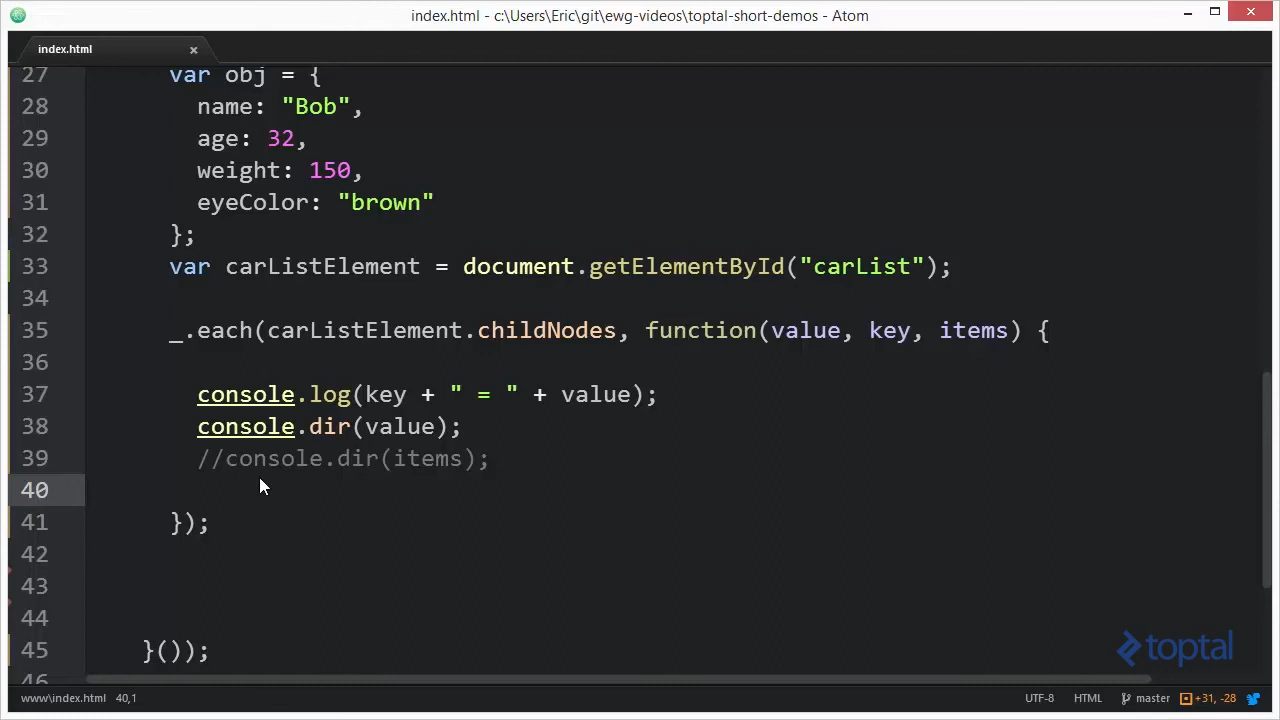 index.html - c:\Users\Eric\git\ewg-videos\toptal-short-demos - Atom
index.html
27 var obj = {
28 name: "Bob",
29 age: 32,
30 weight: 150,
31 eyeColor: "brown"
32 };
33 var carListElement = document.getElementById("carList");
34
35 _.each(carListElement.childNodes, function(value, key, items) {
36
37 console.log(key + " = " + value);
38 console.dir(value);
39 //console.dir(items);
40
41 });
42
43
44
45 }());
46
toptal
www\index.html 40,1 UTF-8 HTML master +31, -28